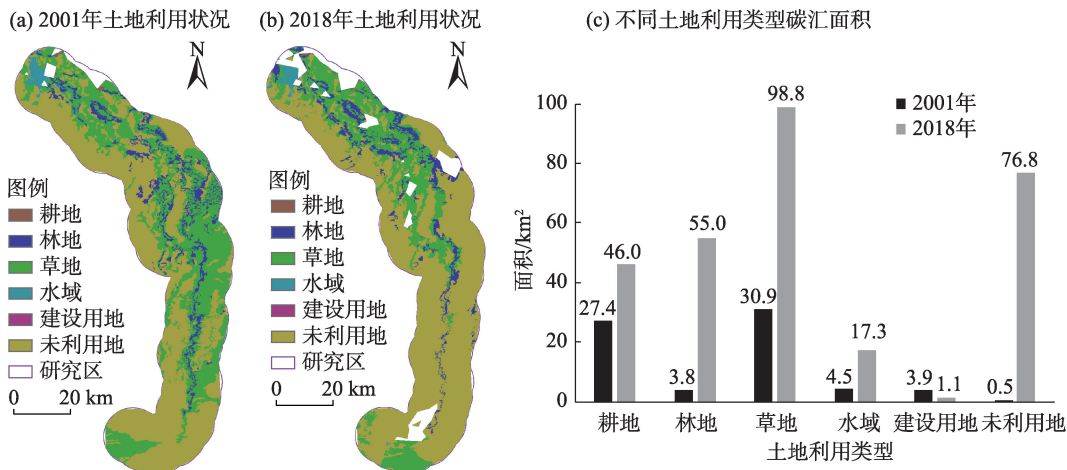 (a) 2001年土地利用状况
N
图例
耕地
林地
草地
水域
建设用地
未利用地
研究区
0 20 km
(b) 2018年土地利用状况
N
图例
耕地
林地
草地
水域
建设用地
未利用地
研究区
0 20 km
(c) 不同土地利用类型碳汇面积
2001年
2018年
面积/km²
100
80
60
40
20
0
27.4
46.0
3.8
55.0
30.9
98.8
4.5
17.3
3.9
1.1
0.5
76.8
耕地 林地 草地 水域 建设用地 未利用地
土地利用类型